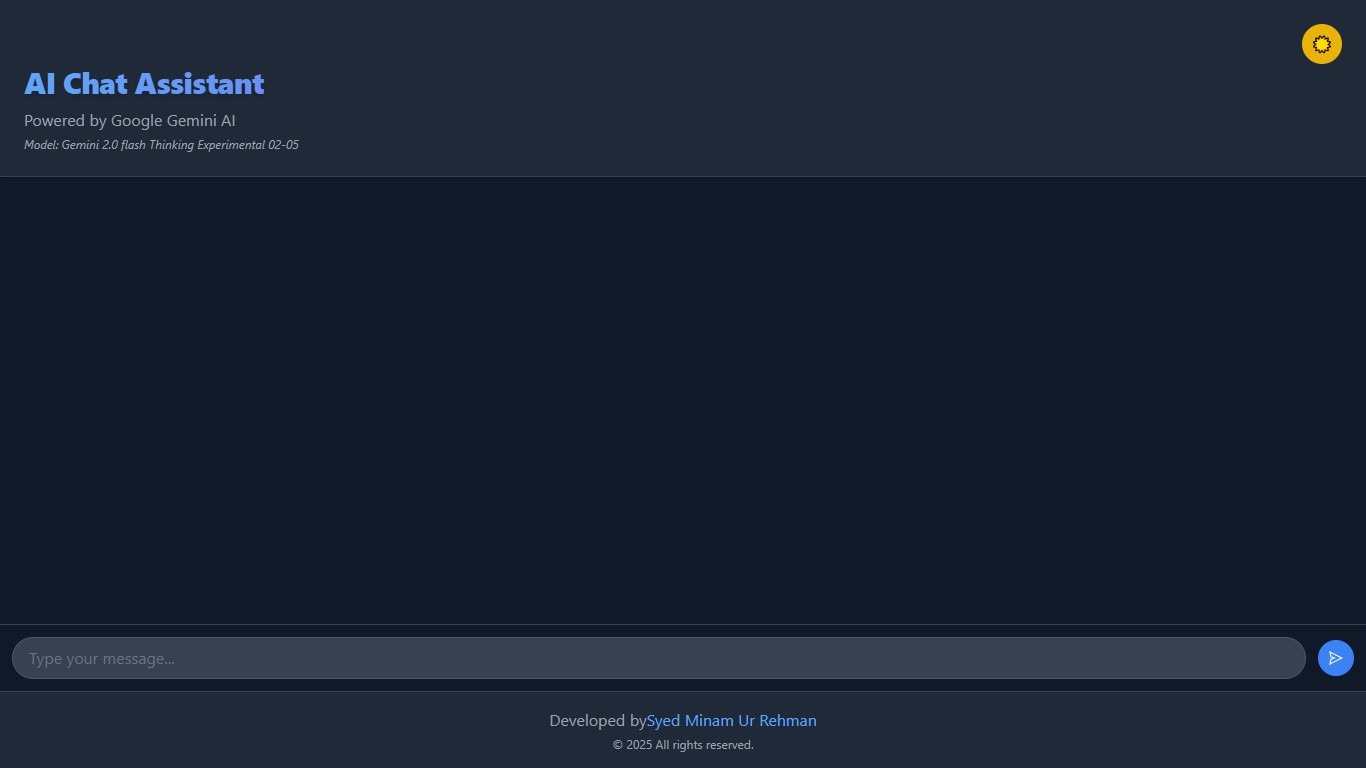 AI Chat Assistant
Powered by Google Gemini AI
Model: Gemini 2.0 flash Thinking Experimental 02-05
Type your message...
Developed bySyed Minam Ur Rehman
© 2025 All rights reserved.